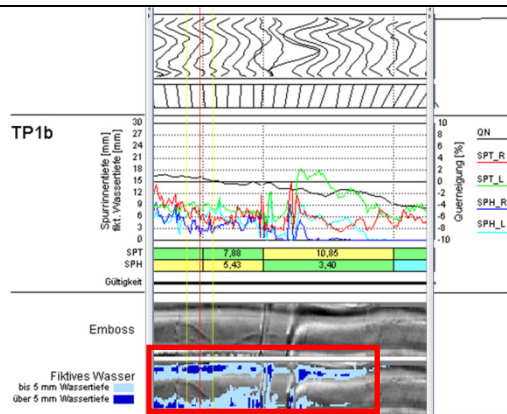 TP1b
Spurrinnentiefe [mm]
fikt. Wassertiefe [mm]
30
27
24
21
18
15
12
9
6
3
0
10
8
6
4
2
0
-2
-4
-6
-8
-10
Querneigung [%]
QN
SPT_R
SPT_L
SPH_R
SPH_L
SPT 7,88 10,85
SPH 5,43 3,40
Gültigkeit
Emboss
Fiktives Wasser
bis 5 mm Wassertiefe
über 5 mm Wassertiefe